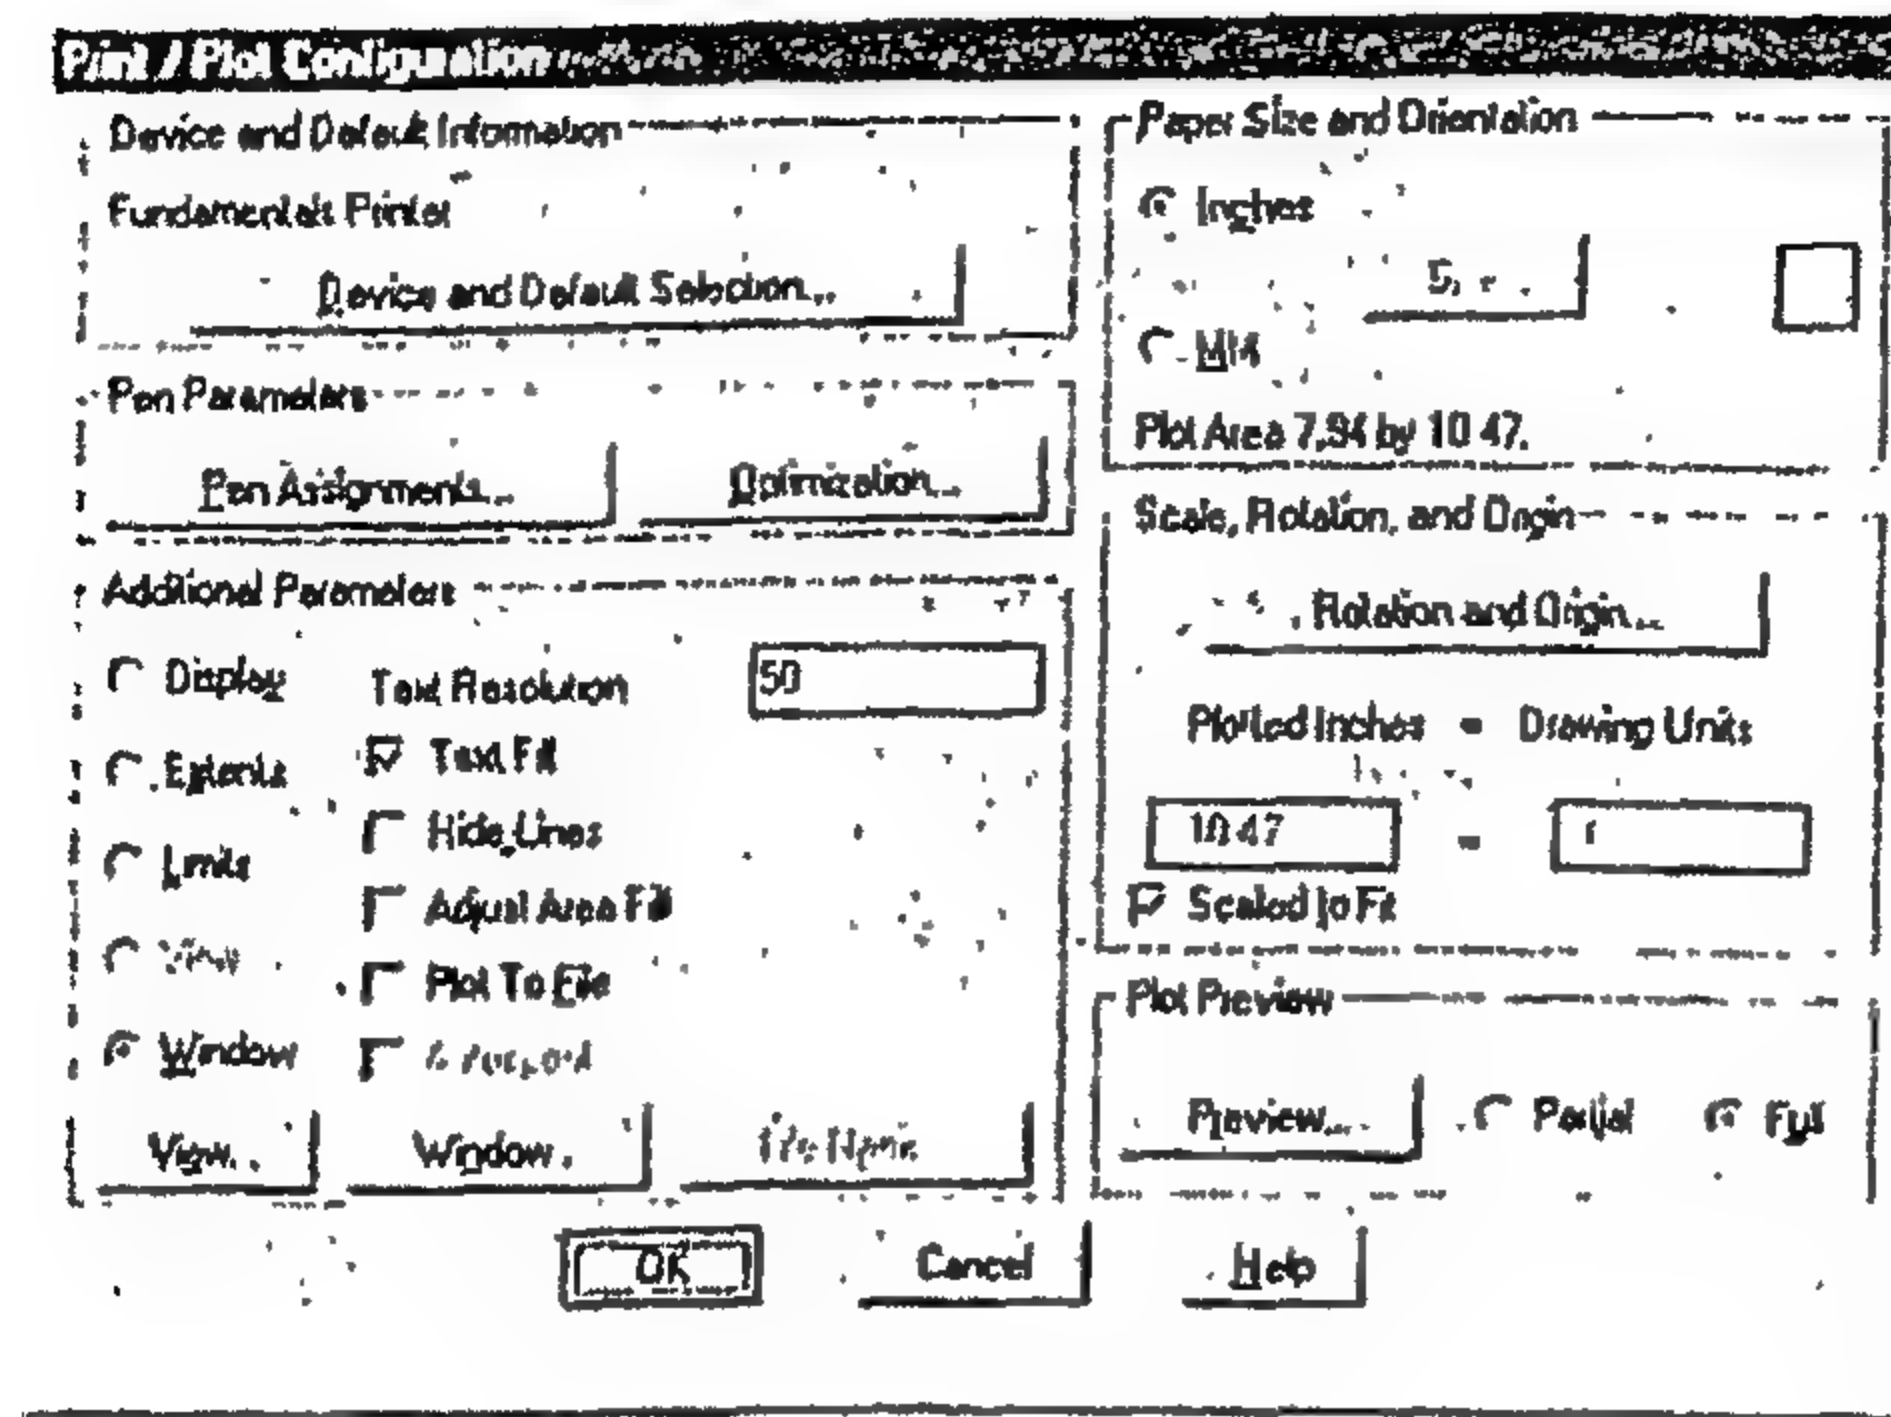 Print / Plot Configuration
Device and Default Information
Fundamentals Printer
Device and Default Selection...
Pen Parameters
Pen Assignments...
Optimization...
Additional Parameters
Display
Text Resolution
50
Extents
Text Fill
Hide Lines
Limits
Adjust Area Fill
View
Plot To File
Window
View...
Window...
File Name
Paper Size and Orientation
Inches
MM
Plot Area 7.94 by 10.47.
Scale, Rotation, and Origin
Rotation and Origin...
Plotted Inches = Drawing Units
10.47 =
Scaled to Fit
Plot Preview
Preview...
Partial
Full
OK
Cancel
Help